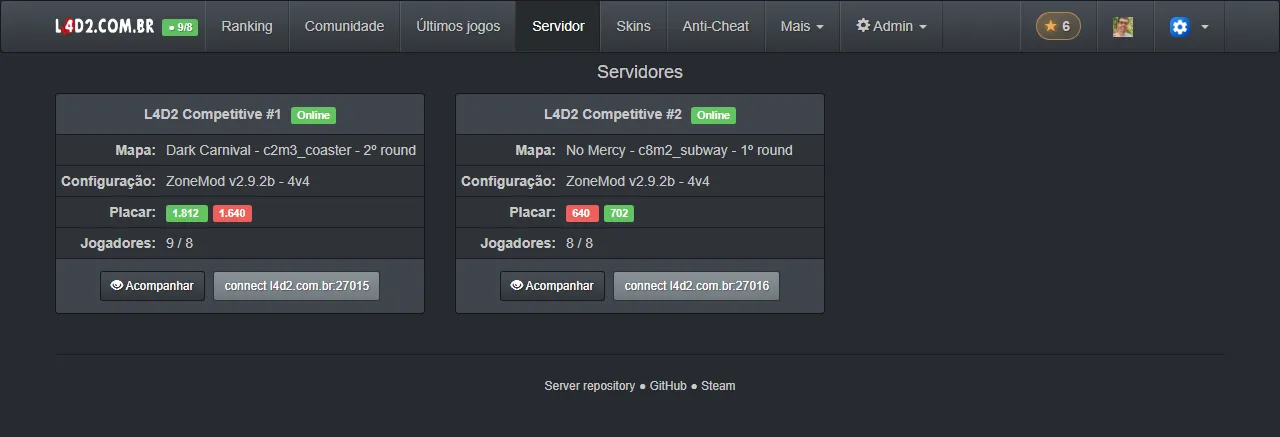 L4D2.COM.BR ● 9/8 Ranking Comunidade Últimos jogos Servidor Skins Anti-Cheat Mais Admin ★ 6
Servidores
L4D2 Competitive #1 Online
Mapa: Dark Carnival - c2m3_coaster - 2º round
Configuração: ZoneMod v2.9.2b - 4v4
Placar: 1.812 1.640
Jogadores: 9 / 8
Acompanhar connect l4d2.com.br:27015
L4D2 Competitive #2 Online
Mapa: No Mercy - c8m2_subway - 1º round
Configuração: ZoneMod v2.9.2b - 4v4
Placar: 640 702
Jogadores: 8 / 8
Acompanhar connect l4d2.com.br:27016
Server repository ● GitHub ● Steam